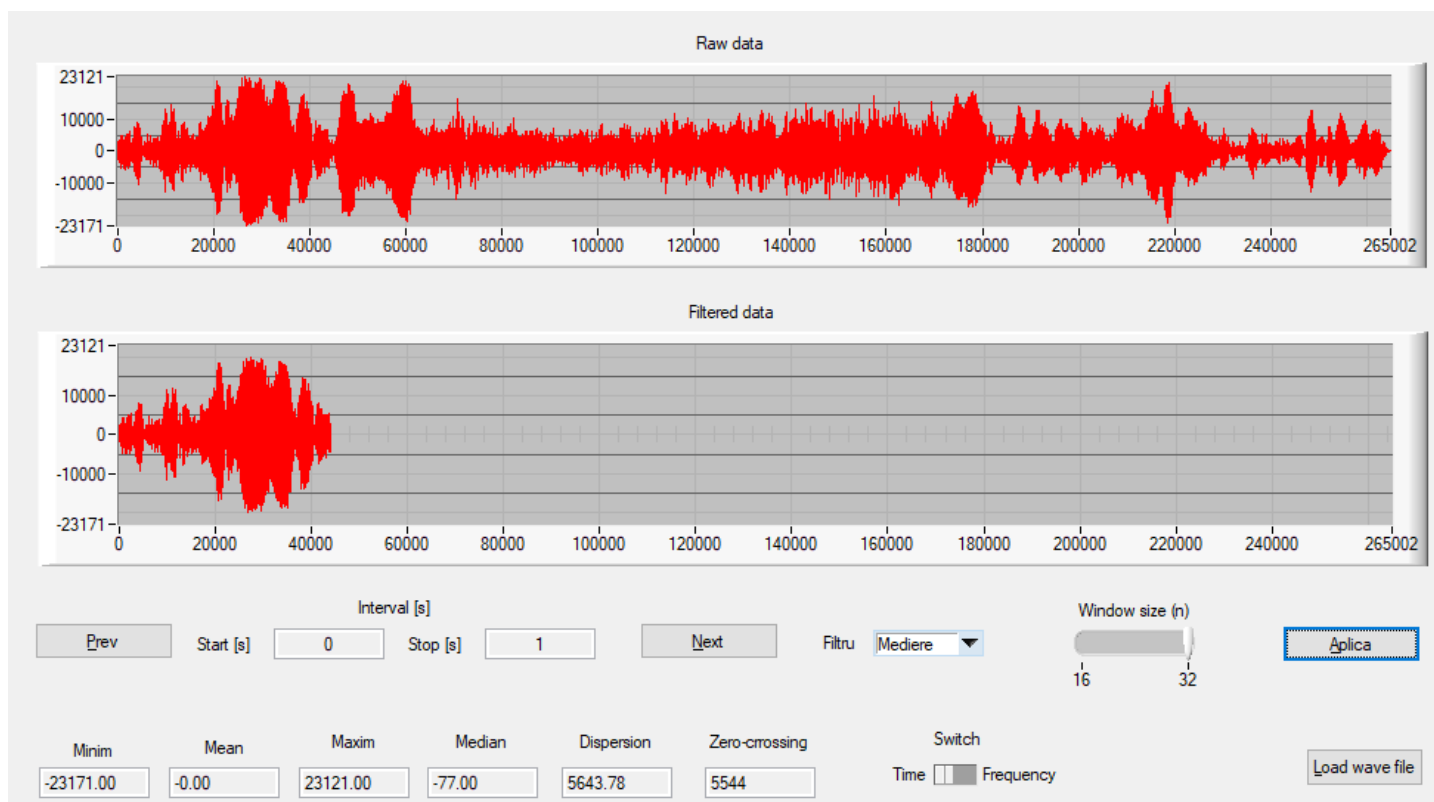 Raw data
23121
10000
0
-10000
-23171
0 20000 40000 60000 80000 100000 120000 140000 160000 180000 200000 220000 240000 265002
Filtered data
23121
10000
0
-10000
-23171
0 20000 40000 60000 80000 100000 120000 140000 160000 180000 200000 220000 240000 265002
Interval [s]
Window size (n)
Prev Start [s] 0 Stop [s] 1 Next Filtru Mediere Aplica
16 32
Minim Mean Maxim Median Dispersion Zero-crrossing Switch
-23171.00 -0.00 23121.00 -77.00 5643.78 5544 Time Frequency Load wave file